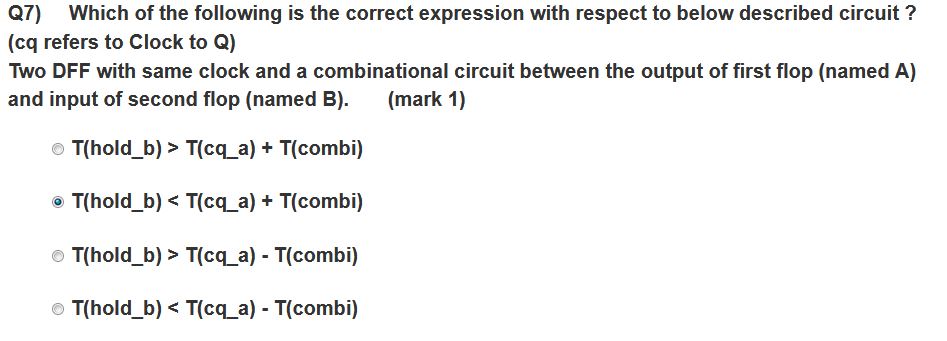 Q7) Which of the following is the correct expression with respect to below described circuit ?
(cq refers to Clock to Q)
Two DFF with same clock and a combinational circuit between the output of first flop (named A)
and input of second flop (named B). (mark 1)
T(hold_b) > T(cq_a) + T(combi)
T(hold_b) < T(cq_a) + T(combi)
T(hold_b) > T(cq_a) - T(combi)
T(hold_b) < T(cq_a) - T(combi)